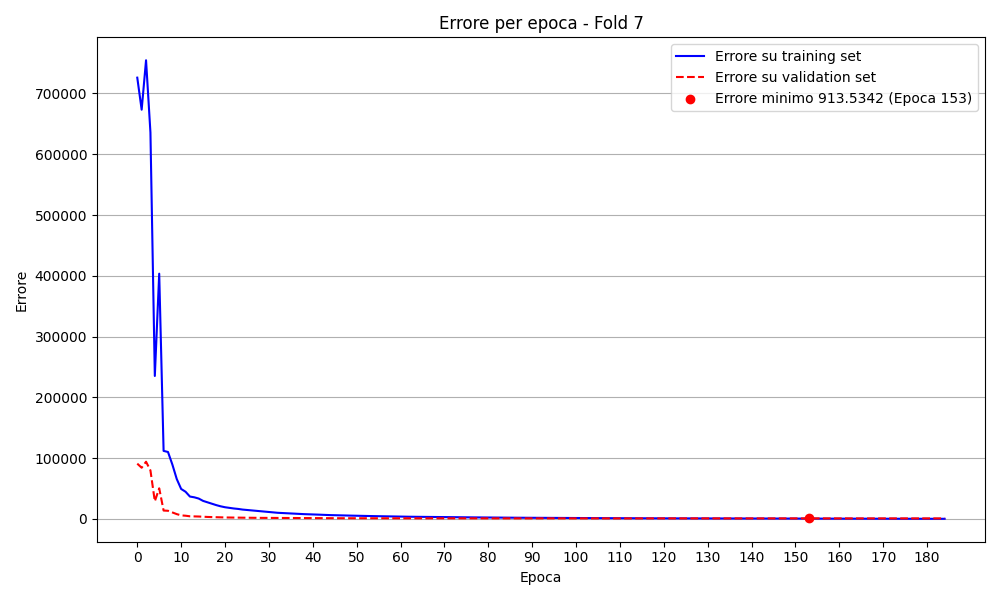 Errore per epoca - Fold 7
Errore su training set
Errore su validation set
Errore minimo 913.5342 (Epoca 153)
700000
600000
500000
400000
300000
200000
100000
0
Errore
0 10 20 30 40 50 60 70 80 90 100 110 120 130 140 150 160 170 180
Epoca